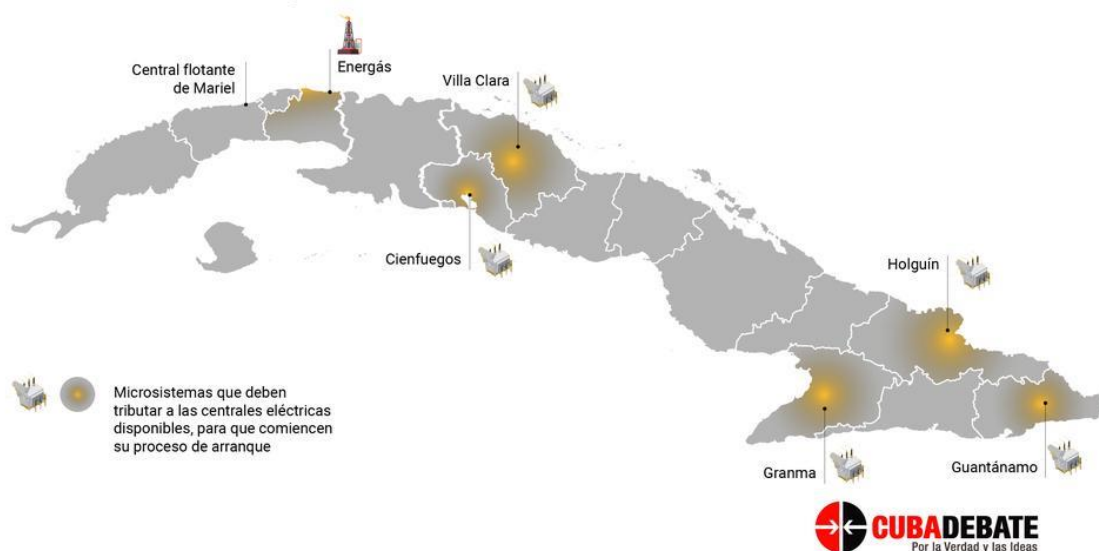 Central flotante
de Mariel
Energás
Villa Clara
Cienfuegos
Holguín
Microsistemas que deben
tributar a las centrales eléctricas
disponibles, para que comiencen
su proceso de arranque
Granma
Guantánamo
CUBADEBATE
Por la Verdad y las Ideas